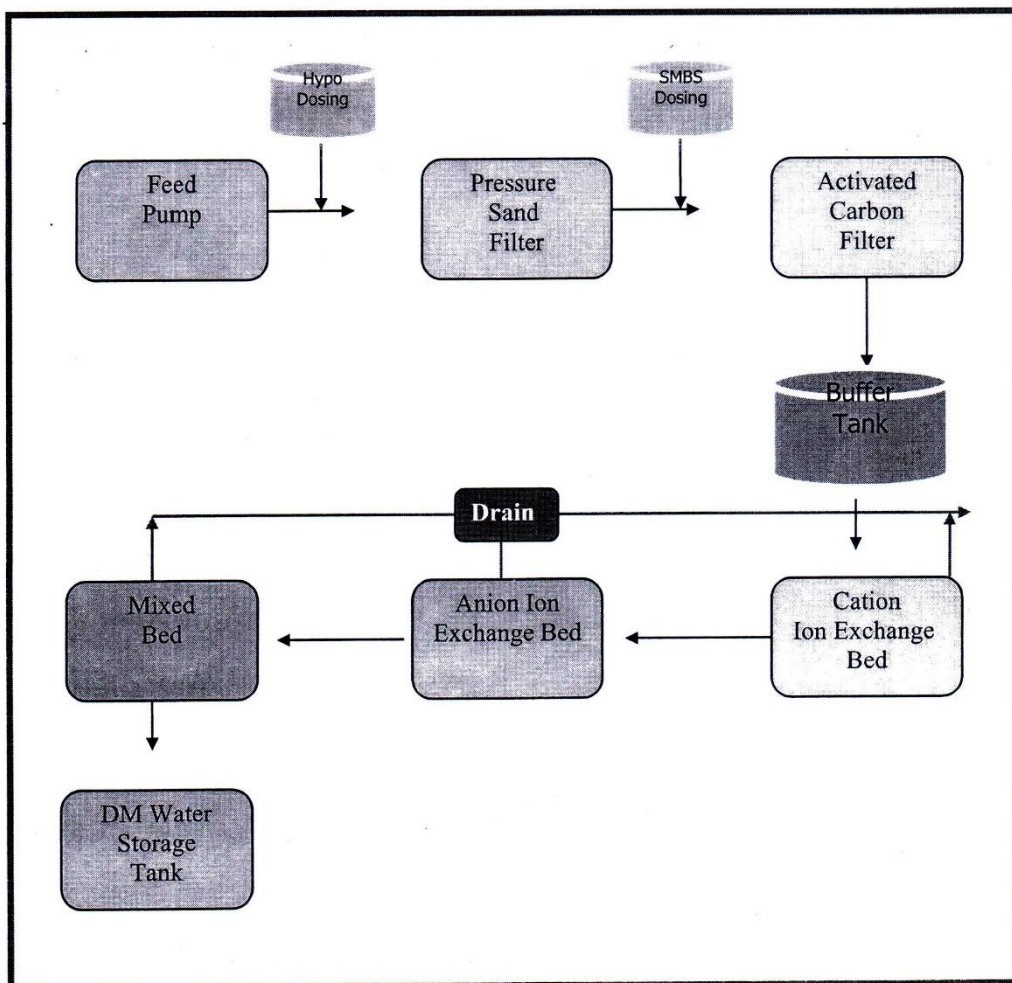 Hypo
Dosing
SMBS
Dosing
Feed
Pump
Pressure
Sand
Filter
Activated
Carbon
Filter
Buffer
Tank
Drain
Mixed
Bed
Anion Ion
Exchange Bed
Cation
Ion Exchange
Bed
DM Water
Storage
Tank